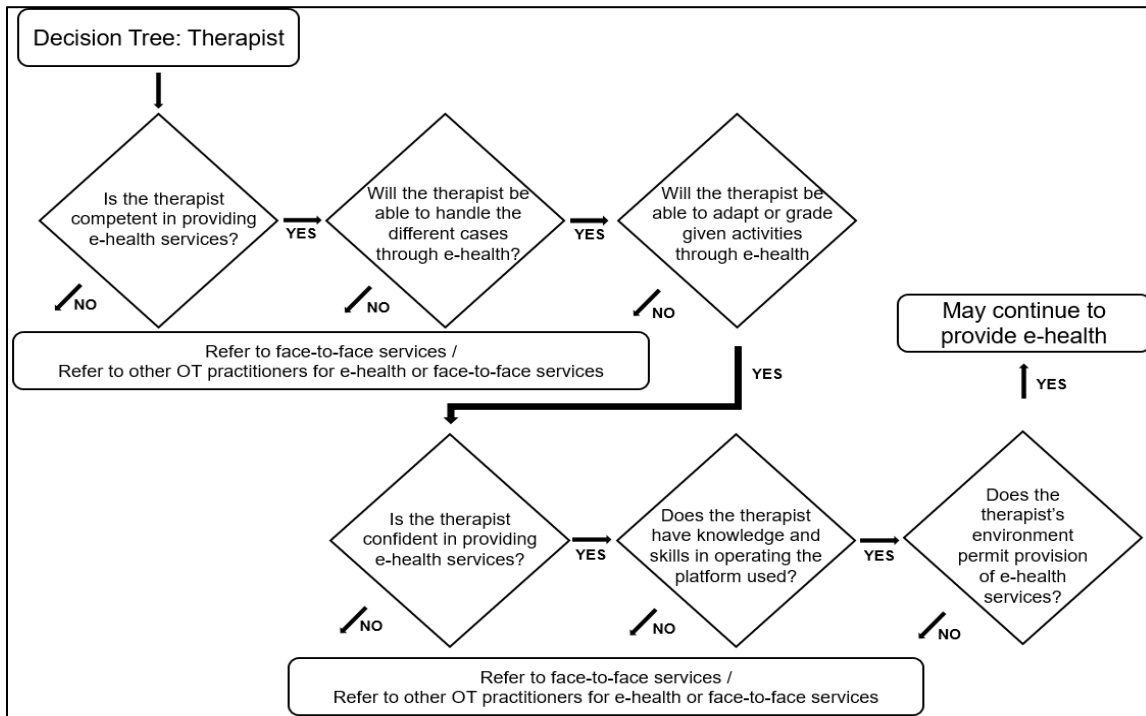 Decision Tree: Therapist
Is the therapist
competent in providing
e-health services?
YES
NO
Will the therapist be
able to handle the
different cases
through e-health?
YES
NO
Will the therapist be
able to adapt or grade
given activities
through e-health
NO
YES
Refer to face-to-face services /
Refer to other OT practitioners for e-health or face-to-face services
May continue to
provide e-health
YES
Is the therapist
confident in providing
e-health services?
YES
NO
Does the therapist
have knowledge and
skills in operating the
platform used?
YES
NO
Does the
therapist's
environment
permit provision
of e-health
services?
NO
Refer to face-to-face services /
Refer to other OT practitioners for e-health or face-to-face services